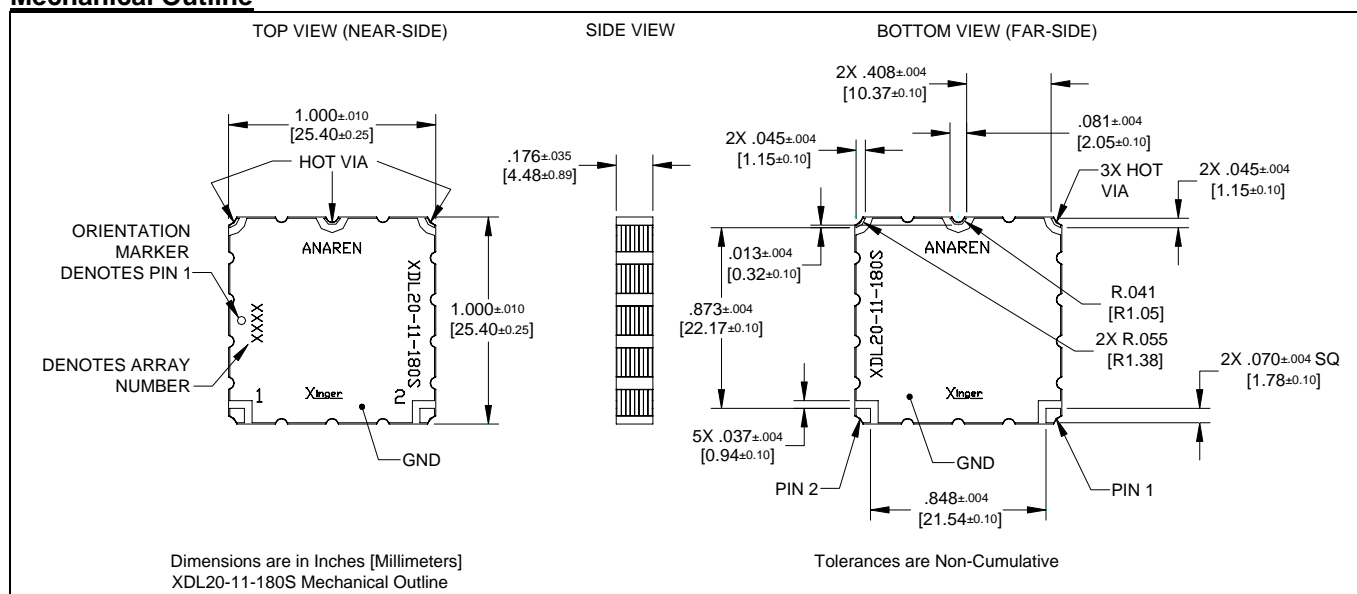 Mechanical Outline
TOP VIEW (NEAR-SIDE)
SIDE VIEW
BOTTOM VIEW (FAR-SIDE)
1.000±.010
[25.40±0.25]
HOT VIA
ORIENTATION
MARKER
DENOTES PIN 1
DENOTES ARRAY
NUMBER
ANAREN
XXXX
XDL20-11-180S
1
Xinger
2
GND
1.000±.010
[25.40±0.25]
.176±.035
[4.48±0.89]
2X .408±.004
[10.37±0.10]
2X .045±.004
[1.15±0.10]
.081±.004
[2.05±0.10]
3X HOT
VIA
2X .045±.004
[1.15±0.10]
.013±.004
[0.32±0.10]
.873±.004
[22.17±0.10]
ANAREN
XDL20-11-180S
Xinger
R.041
[R1.05]
2X R.055
[R1.38]
2X .070±.004 SQ
[1.78±0.10]
5X .037±.004
[0.94±0.10]
GND
PIN 2
PIN 1
.848±.004
[21.54±0.10]
Dimensions are in Inches [Millimeters]
XDL20-11-180S Mechanical Outline
Tolerances are Non-Cumulative